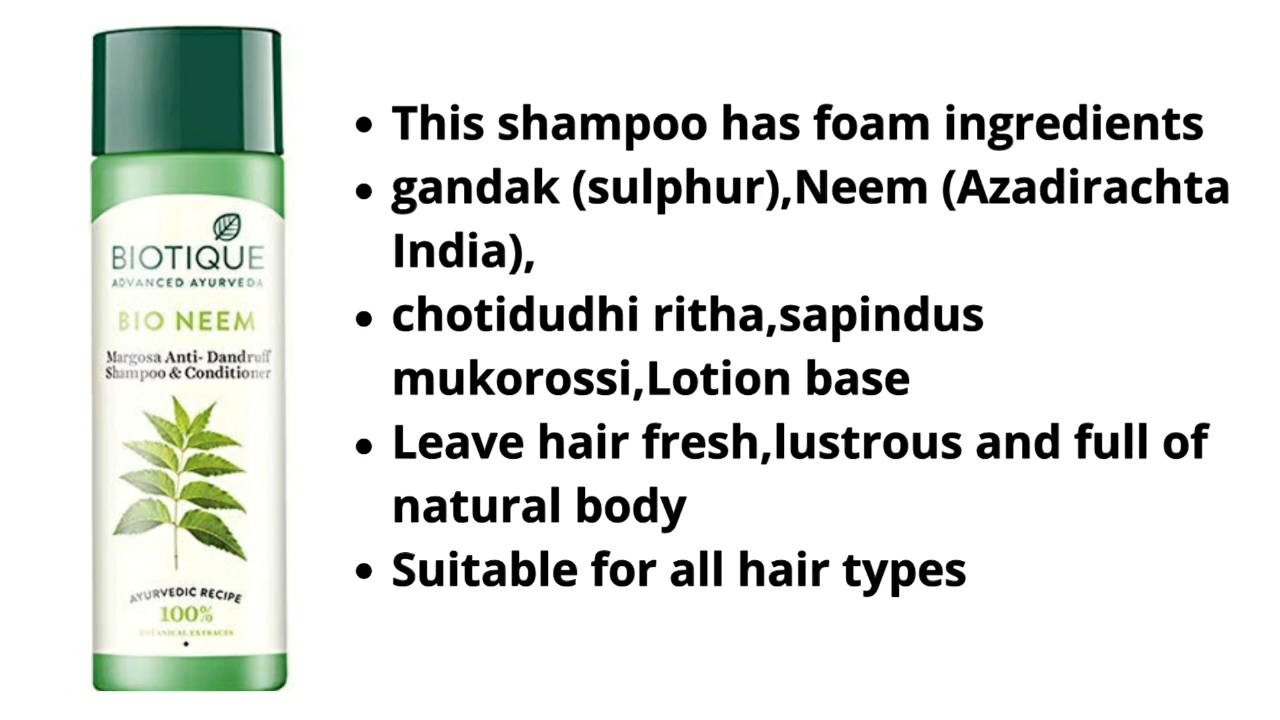 BIOTIQUE
ADVANCED AYURVEDA
BIO NEEM
Margosa Anti- Dandruff
Shampoo & Conditioner
AYURVEDIC RECIPE
100%
BOTANICAL EXTRACTS
• This shampoo has foam ingredients
• gandak (sulphur),Neem (Azadirachta
India),
• chotidudhi ritha,sapindus
mukorossi,Lotion base
• Leave hair fresh,lustrous and full of
natural body
• Suitable for all hair types